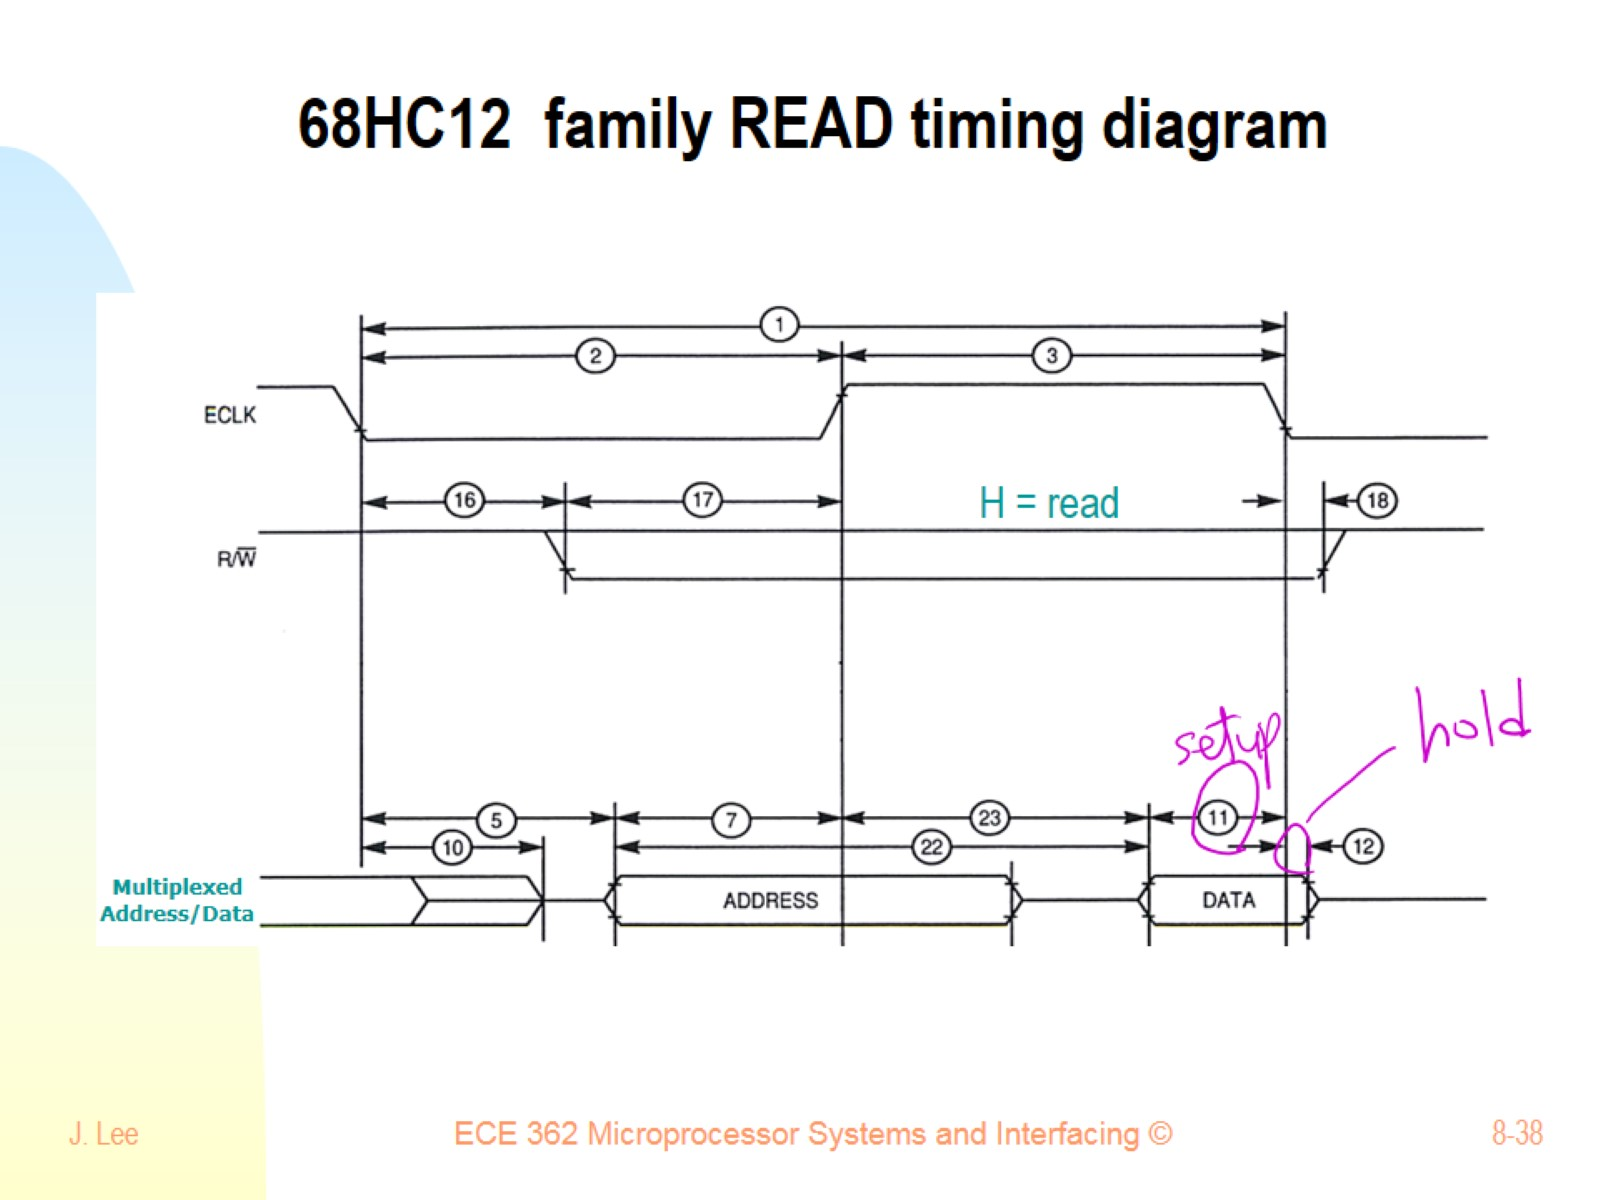 68HC12 family READ timing diagram
1
2
3
ECLK
16
17
H = read
18
R/W̅
setup
hold
5
7
23
11
10
22
12
Multiplexed
Address/Data
ADDRESS
DATA
J. Lee
ECE 362 Microprocessor Systems and Interfacing ©
8-38